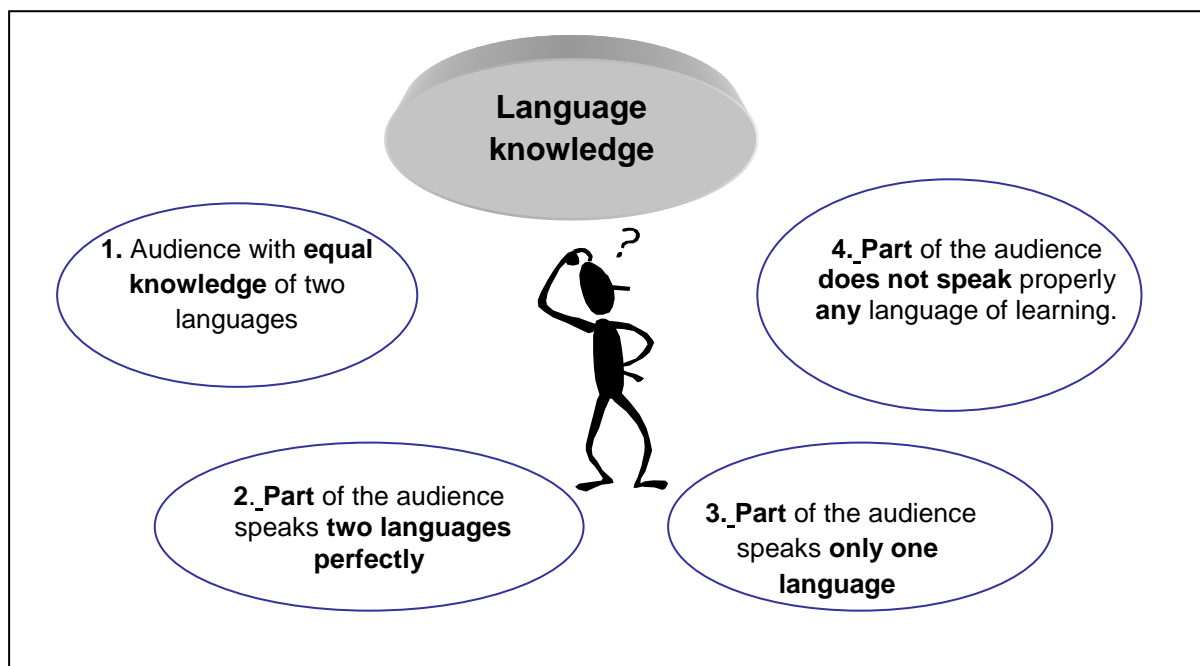 Language
knowledge
?
1. Audience with equal
knowledge of two
languages
4. Part of the audience
does not speak properly
any language of learning.
2. Part of the audience
speaks two languages
perfectly
3. Part of the audience
speaks only one
language